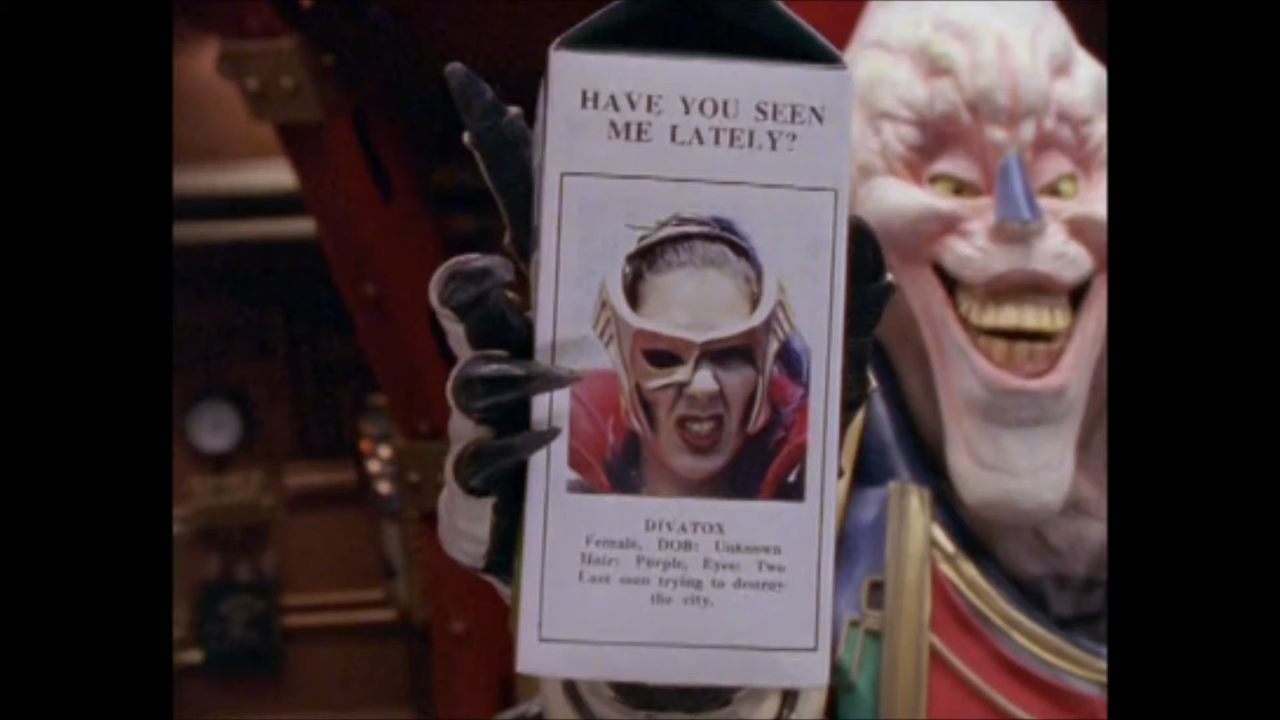 HAVE YOU SEEN
ME LATELY?
DIVATOX
Female, DOB: Unknown
Hair: Purple, Eyes: Two
Last seen trying to destroy
the city.